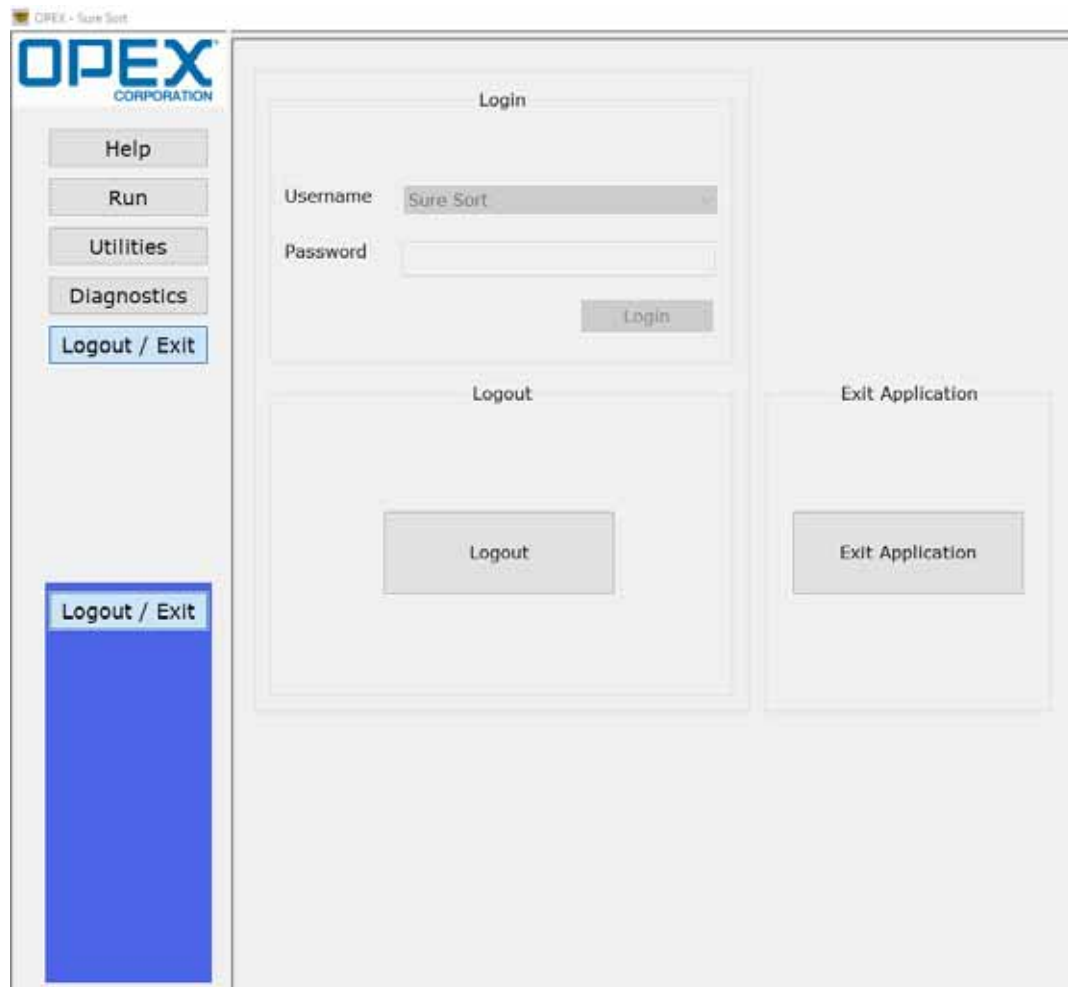 OPEX - Sure Sort
OPEX
CORPORATION
Help
Run
Utilities
Diagnostics
Logout / Exit
Logout / Exit
Login
Username
Sure Sort
Password
Login
Logout
Logout
Exit Application
Exit Application